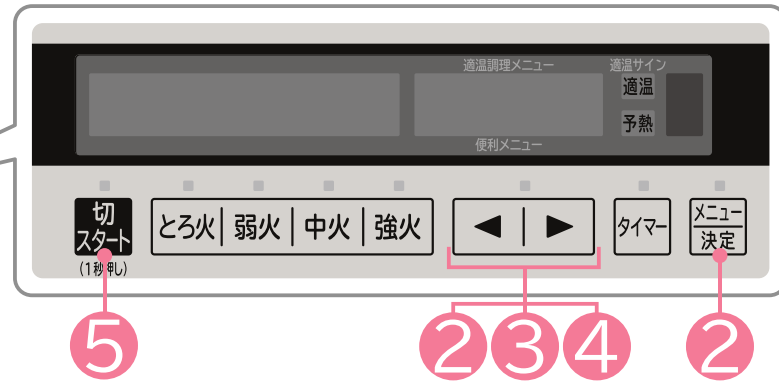 適温調理メニュー 適温サイン
適温
予熱
便利メニュー
切
スタート
(1秒押し)
とろ火 弱火 中火 強火
◀ ▶
タイマー
メニュー
決定
5 2 3 4 2